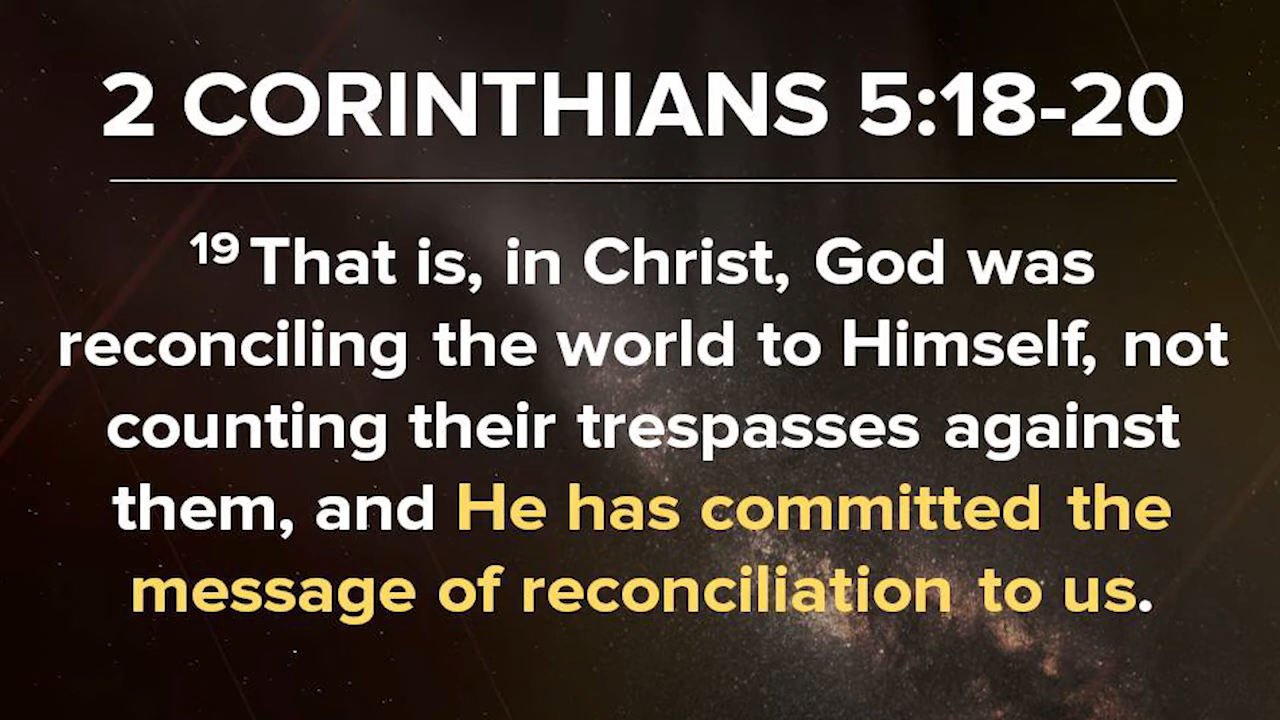 2 CORINTHIANS 5:18-20
19 That is, in Christ, God was
reconciling the world to Himself, not
counting their trespasses against
them, and He has committed the
message of reconciliation to us.